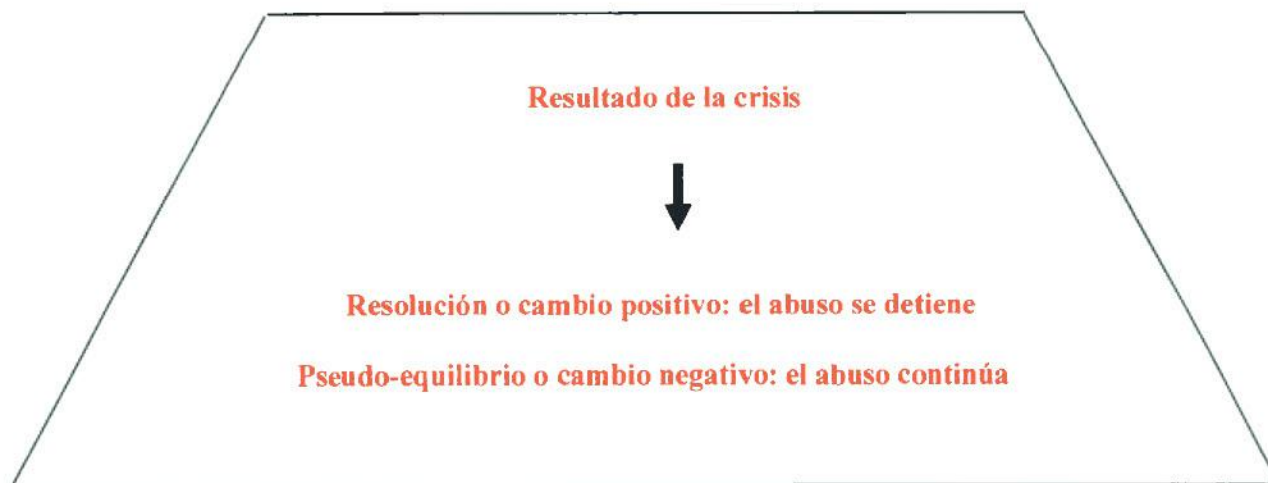 Resultado de la crisis
Resolución o cambio positivo: el abuso se detiene
Pseudo-equilibrio o cambio negativo: el abuso continúa